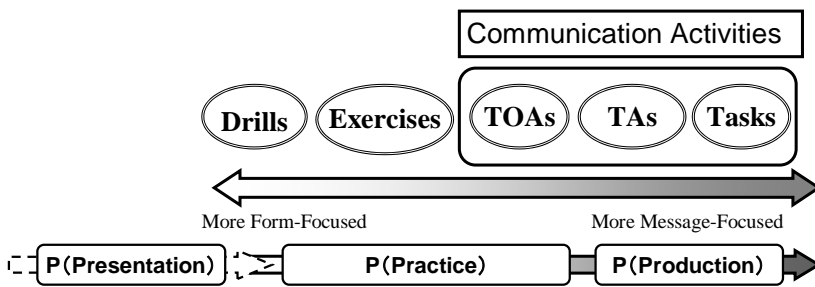 Communication Activities
Drills Exercises TOAs TAs Tasks
More Form-Focused More Message-Focused
P(Presentation) P(Practice) P(Production)